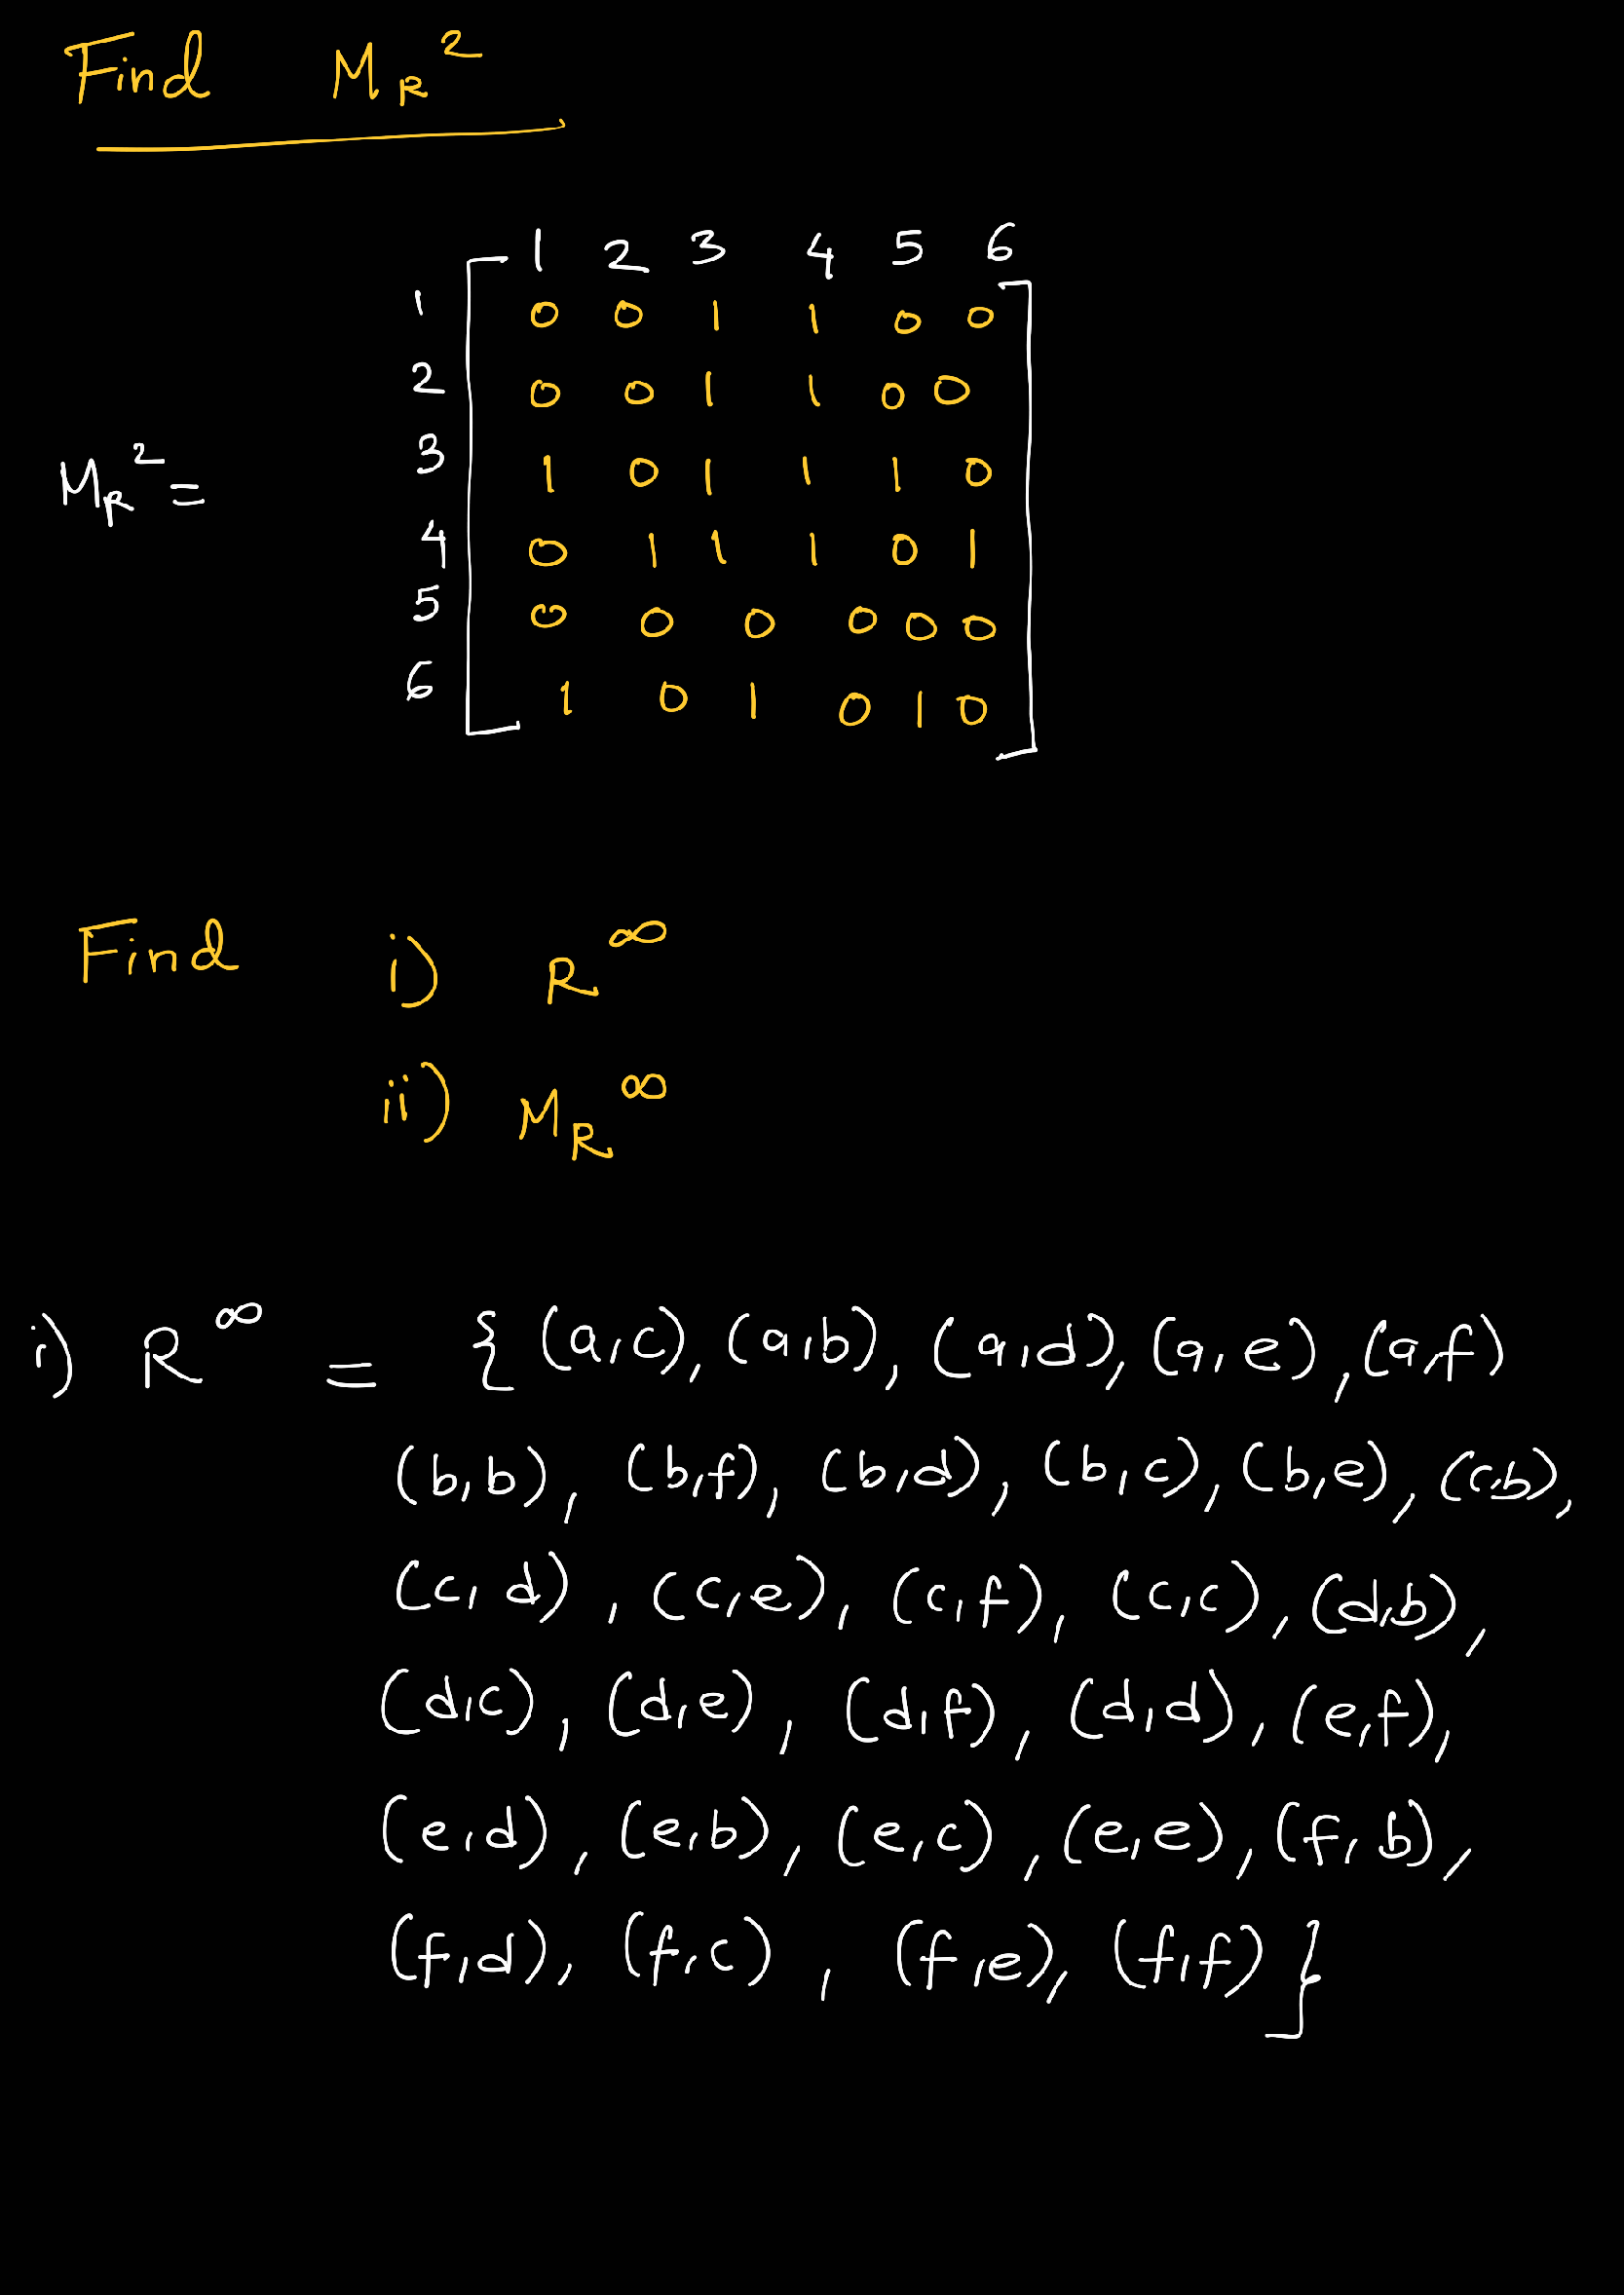 Find M_R^2
1 2 3 4 5 6
1 0 0 1 1 0 0
2 0 0 1 1 0 0
3 1 0 1 1 1 0
M_R^2 =
4 0 1 1 1 0 1
5 0 0 0 0 0 0
6 1 0 1 0 1 0
Find i) R^∞
ii) M_R^∞
i) R^∞ = { (a,c), (a,b), (a,d), (a,e), (a,f)
(b,b), (b,f), (b,d), (b,c), (b,e), (c,b),
(c,d), (c,e), (c,f), (c,c), (d,b),
(d,c), (d,e), (d,f), (d,d), (e,f),
(e,d), (e,b), (e,c), (e,e), (f,b),
(f,d), (f,c), (f,e), (f,f) }